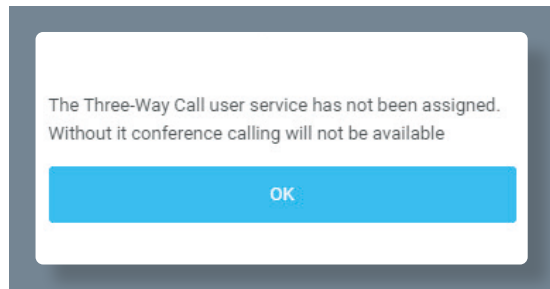 The Three-Way Call user service has not been assigned.
Without it conference calling will not be available
OK